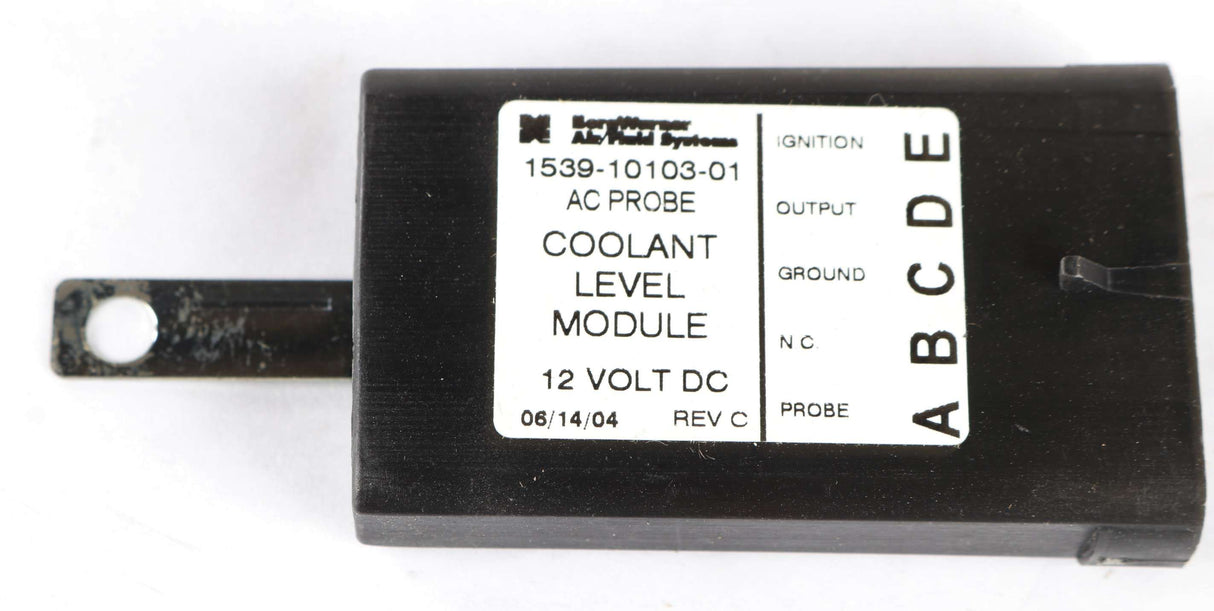 BorgWarner
Air/Fluid Systems
1539-10103-01
AC PROBE
COOLANT
LEVEL
MODULE
12 VOLT DC
06/14/04 REV C
IGNITION E
OUTPUT D
GROUND C
N C. B
PROBE A